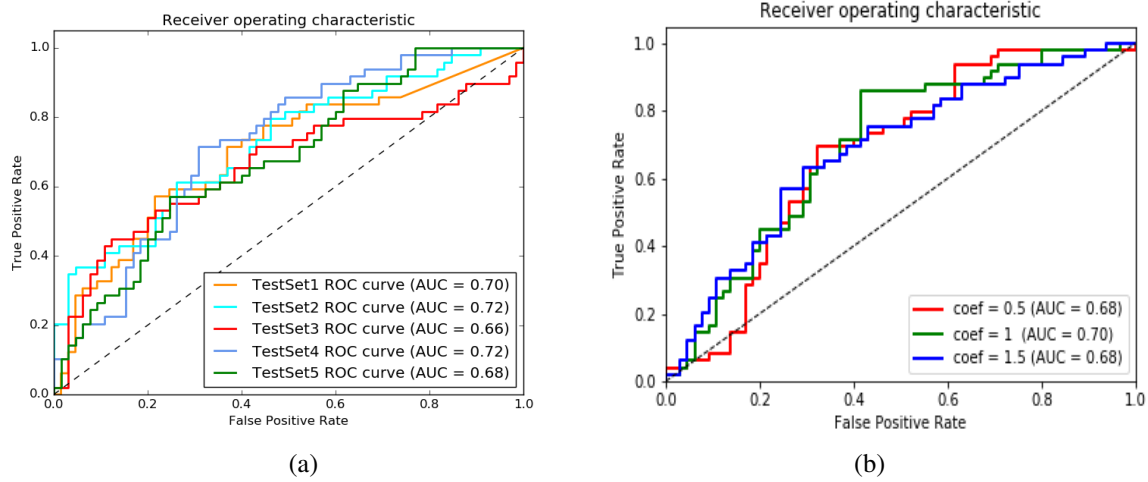 Receiver operating characteristic
1.0
0.8
0.6
0.4
0.2
0.0
True Positive Rate
TestSet1 ROC curve (AUC = 0.70)
TestSet2 ROC curve (AUC = 0.72)
TestSet3 ROC curve (AUC = 0.66)
TestSet4 ROC curve (AUC = 0.72)
TestSet5 ROC curve (AUC = 0.68)
0.0 0.2 0.4 0.6 0.8 1.0
False Positive Rate
(a)
Receiver operating characteristic
1.0
0.8
0.6
0.4
0.2
0.0
True Positive Rate
coef = 0.5 (AUC = 0.68)
coef = 1 (AUC = 0.70)
coef = 1.5 (AUC = 0.68)
0.0 0.2 0.4 0.6 0.8 1.0
False Positive Rate
(b)